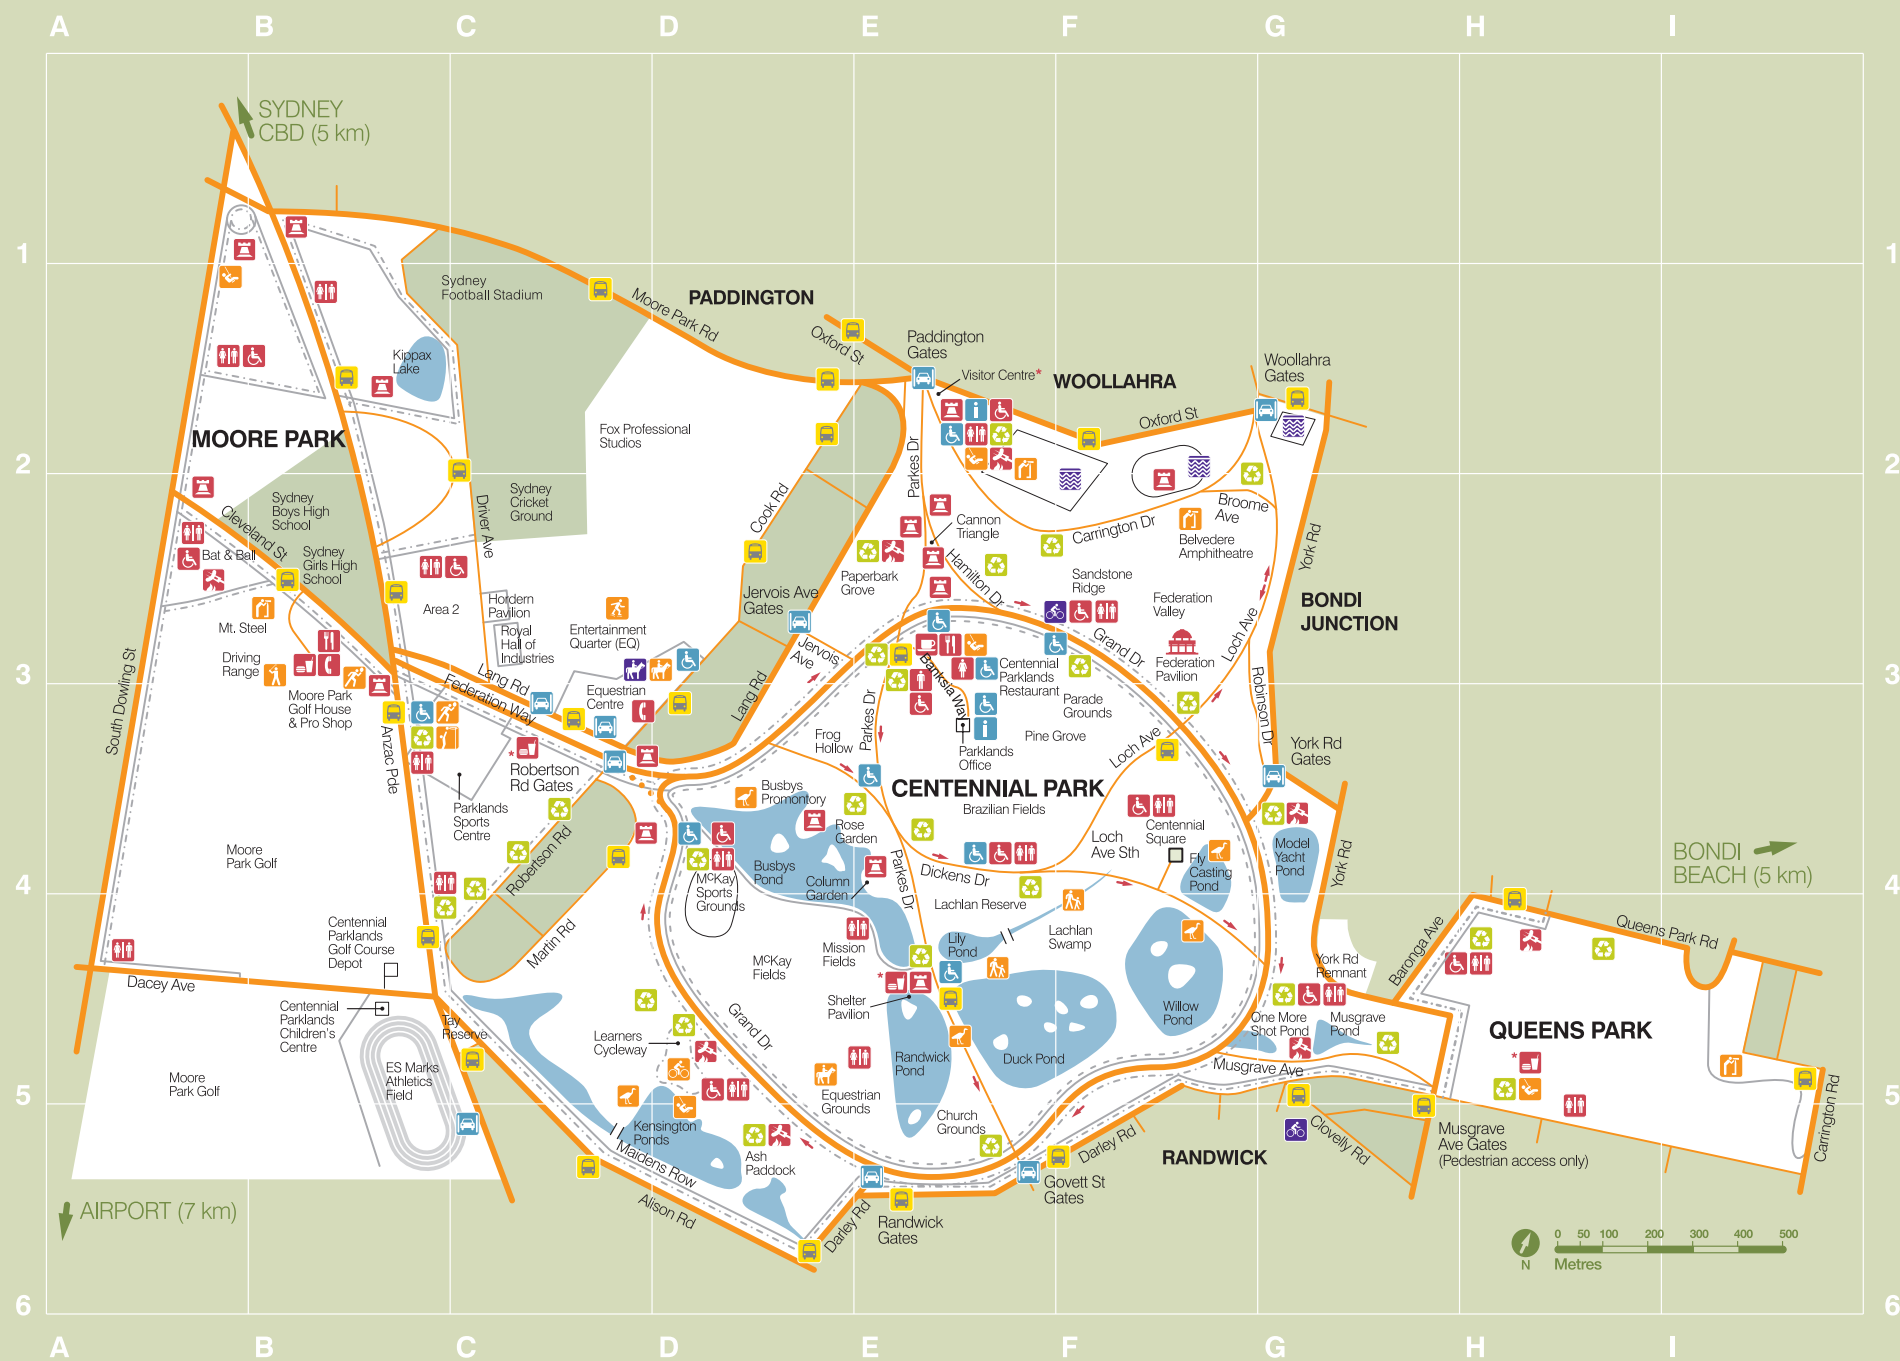 A B C D E F G H I
SYDNEY
CBD (5 km)
1
1
Sydney
Football Stadium
Moore Park Rd
PADDINGTON
Oxford St
Paddington
Gates
Visitor Centre*
WOOLLAHRA
Woollahra
Gates
Oxford St
Kippax
Lake
MOORE PARK
Fox Professional
Studios
Parkes Dr
2
2
Sydney
Boys High
School
Cleveland St
Sydney
Girls High
School
Bat & Ball
Driver Ave
Sydney
Cricket
Ground
Cook Rd
Cannon
Triangle
Carrington Dr
Broome
Ave
Belvedere
Amphitheatre
York Rd
Paperbark
Grove
Hamilton Dr
Sandstone
Ridge
Federation
Valley
Mt. Steel
Area 2
Hordern
Pavilion
Royal
Hall of
Industries
Entertainment
Quarter (EQ)
Jervois Ave
Gates
Jervois
Ave
Grand Dr
Loch Ave
Federation
Pavilion
BONDI
JUNCTION
3
3
Driving
Range
Moore Park
Golf House
& Pro Shop
South Dowling St
Anzac Pde
Lang Rd
Federation Way
Equestrian
Centre
Lang Rd
Parkes Dr
Banksia Way
Centennial
Parklands
Restaurant
Parade
Grounds
Robinson Dr
Frog
Hollow
Parklands
Office
Pine Grove
Loch Ave
York Rd
Gates
* Robertson
Rd Gates
Parklands
Sports
Centre
Busbys
Promontory
CENTENNIAL PARK
Brazilian Fields
Rose
Garden
Centennial
Square
Loch
Ave Sth
Model
Yacht
Pond
York Rd
Moore
Park Golf
Robertson Rd
McKay
Sports
Grounds
Busbys
Pond
Column
Garden
Parkes Dr
Dickens Dr
Fly
Casting
Pond
BONDI
BEACH (5 km)
4
4
Lachlan Reserve
Centennial
Parklands
Golf Course
Depot
Martin Rd
Mission
Fields
Lily
Pond
Lachlan
Swamp
Baronga Ave
Queens Park Rd
Dacey Ave
McKay
Fields
York Rd
Remnant
*
Shelter
Pavilion
Willow
Pond
Centennial
Parklands
Children's
Centre
Tay
Reserve
Grand Dr
Learners
Cycleway
One More
Shot Pond
Musgrave
Pond
QUEENS PARK
*
Moore
Park Golf
ES Marks
Athletics
Field
Randwick
Pond
Duck Pond
Musgrave Ave
Equestrian
Grounds
Carrington Rd
5
5
Church
Grounds
Kensington
Ponds
Maidens Row
Ash
Paddock
Darley Rd
RANDWICK
Clovelly Rd
Musgrave
Ave Gates
(Pedestrian access only)
Alison Rd
Darley Rd
Govett St
Gates
Randwick
Gates
AIRPORT (7 km)
0 50 100 200 300 400 500
N Metres
6
6
A B C D E F G H I